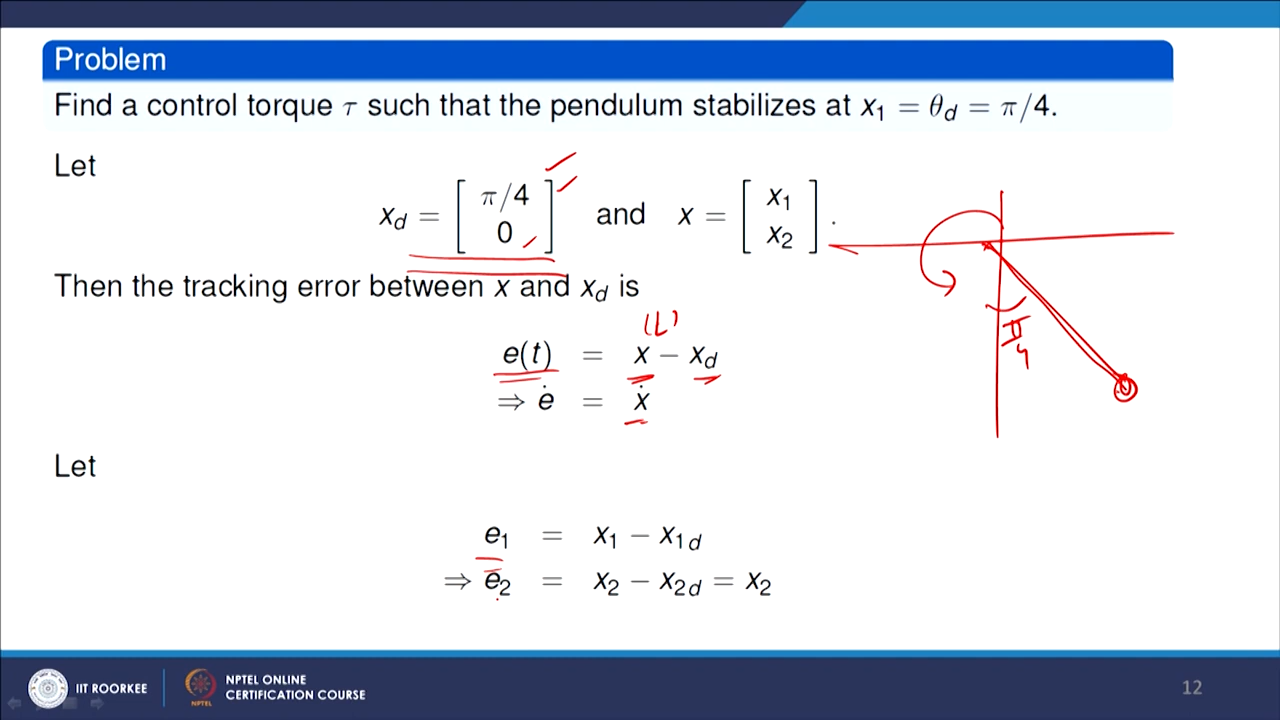 Problem
Find a control torque τ such that the pendulum stabilizes at x₁ = θ_d = π/4.
Let
x_d = [ π/4 0 ] and x = [ x₁ x₂ ] .
Then the tracking error between x and x_d is
(t)
e(t) = x − x_d
⇒ ė = ẋ
π/4
Let
e₁ = x₁ − x₁d
⇒ e₂ = x₂ − x₂d = x₂
IIT ROORKEE
NPTEL ONLINE
CERTIFICATION COURSE
NPTEL
12